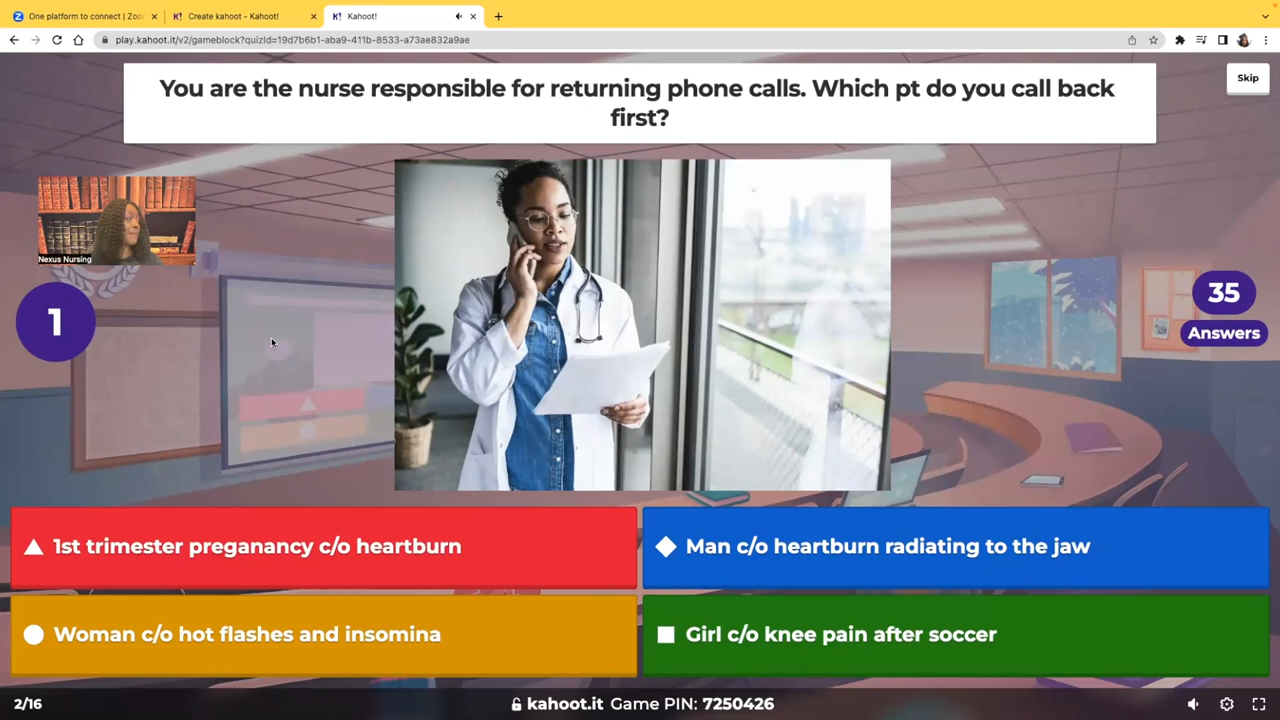 One platform to connect | Zoo
Create kahoot - Kahoot!
Kahoot!
play.kahoot.it/v2/gameblock?quizId=19d7b6b1-aba9-411b-8533-a73ae832a9ae
You are the nurse responsible for returning phone calls. Which pt do you call back
first?
Skip
Nexus Nursing
1
35
Answers
1st trimester preganancy c/o heartburn
Man c/o heartburn radiating to the jaw
Woman c/o hot flashes and insomina
Girl c/o knee pain after soccer
2/16
kahoot.it Game PIN: 7250426